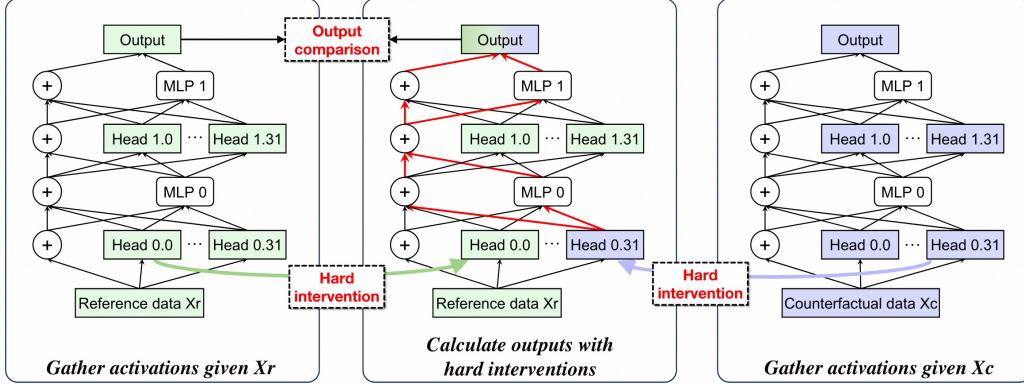 Output
+
MLP 1
+
Head 1.0 ... Head 1.31
+
MLP 0
+
Head 0.0 ... Head 0.31
Reference data Xr
Gather activations given Xr
Output
comparison
Hard
intervention
Output
+
MLP 1
+
Head 1.0 ... Head 1.31
+
MLP 0
+
Head 0.0 ... Head 0.31
Reference data Xr
Calculate outputs with
hard interventions
Hard
intervention
Output
+
MLP 1
+
Head 1.0 ... Head 1.31
+
MLP 0
+
Head 0.0 ... Head 0.31
Counterfactual data Xc
Gather activations given Xc